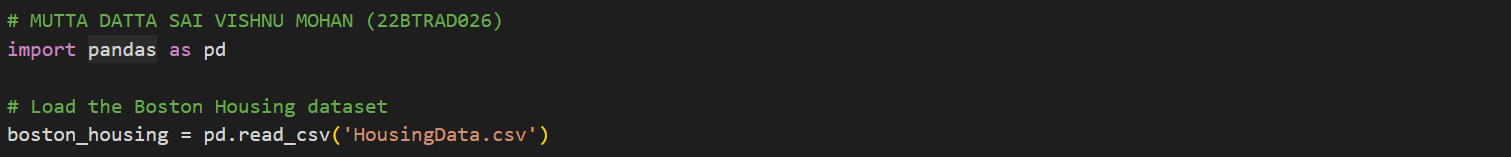 # MUTTA DATTA SAI VISHNU MOHAN (22BTRAD026)
import pandas as pd
# Load the Boston Housing dataset
boston_housing = pd.read_csv('HousingData.csv')